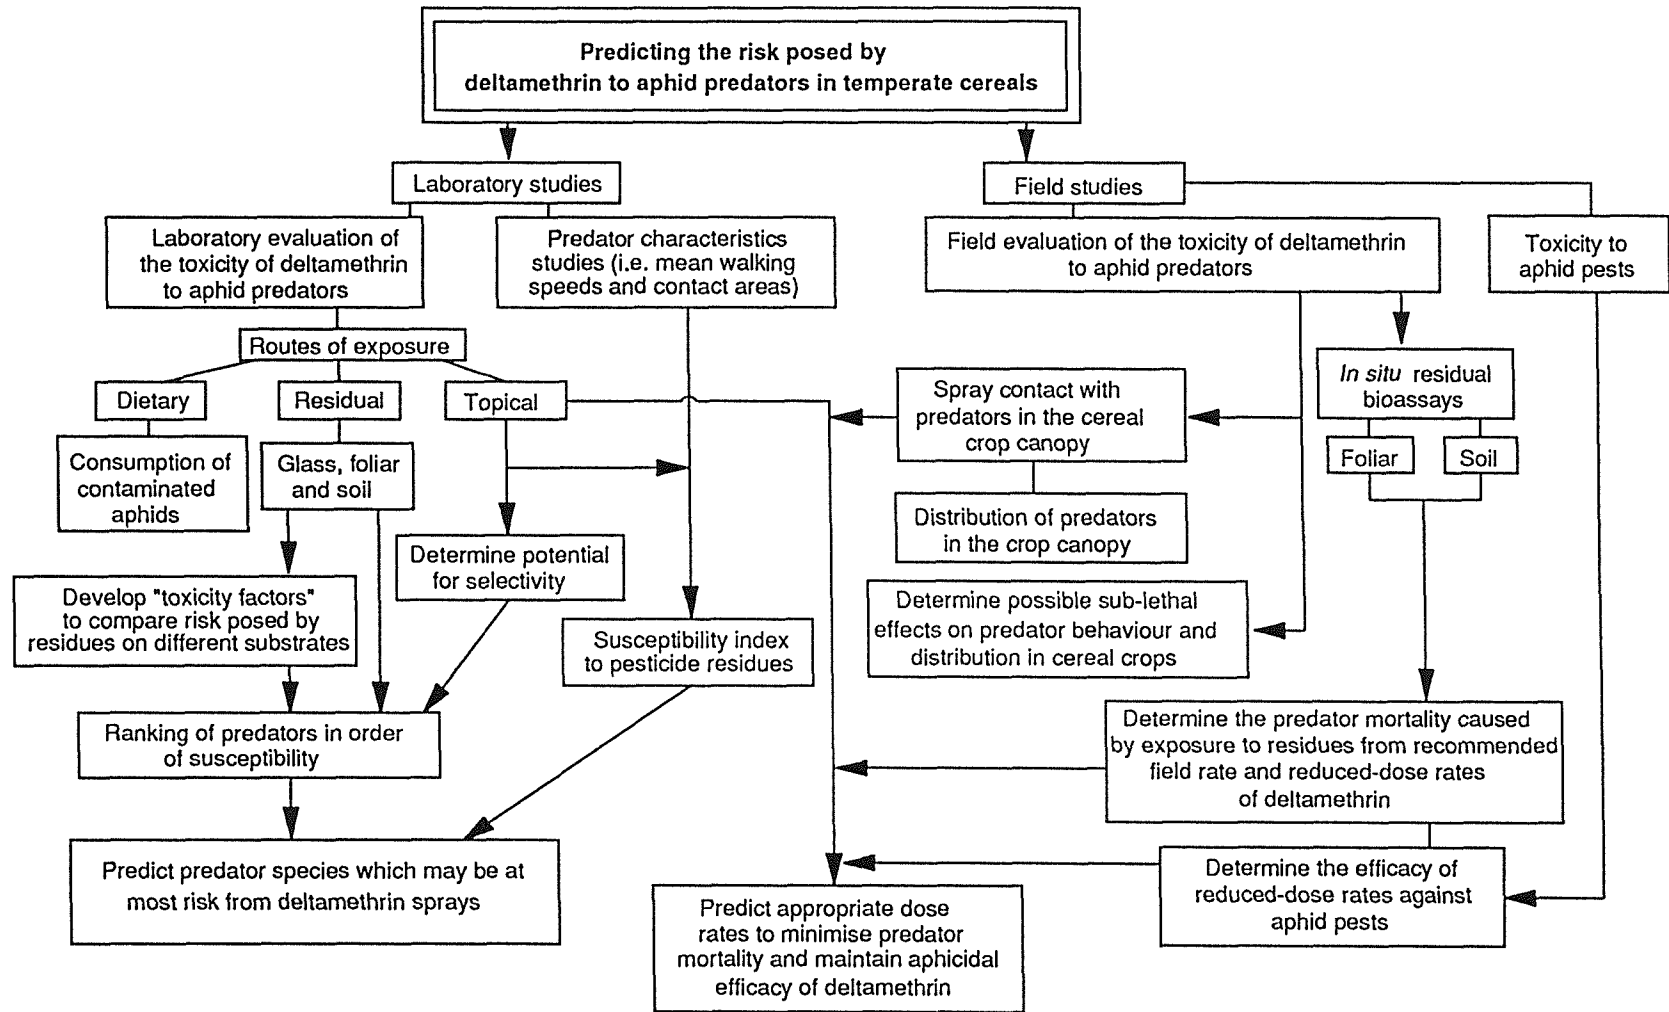 Predicting the risk posed by
deltamethrin to aphid predators in temperate cereals
Laboratory studies
Field studies
Laboratory evaluation of
the toxicity of deltamethrin
to aphid predators
Predator characteristics
studies (i.e. mean walking
speeds and contact areas)
Field evaluation of the toxicity of deltamethrin
to aphid predators
Toxicity to
aphid pests
Routes of exposure
Dietary
Residual
Topical
Consumption of
contaminated
aphids
Glass, foliar
and soil
Spray contact with
predators in the cereal
crop canopy
In situ residual
bioassays
Foliar
Soil
Distribution of predators
in the crop canopy
Determine potential
for selectivity
Develop "toxicity factors"
to compare risk posed by
residues on different substrates
Susceptibility index
to pesticide residues
Determine possible sub-lethal
effects on predator behaviour and
distribution in cereal crops
Ranking of predators in order
of susceptibility
Determine the predator mortality caused
by exposure to residues from recommended
field rate and reduced-dose rates
of deltamethrin
Predict predator species which may be at
most risk from deltamethrin sprays
Determine the efficacy of
reduced-dose rates against
aphid pests
Predict appropriate dose
rates to minimise predator
mortality and maintain aphicidal
efficacy of deltamethrin